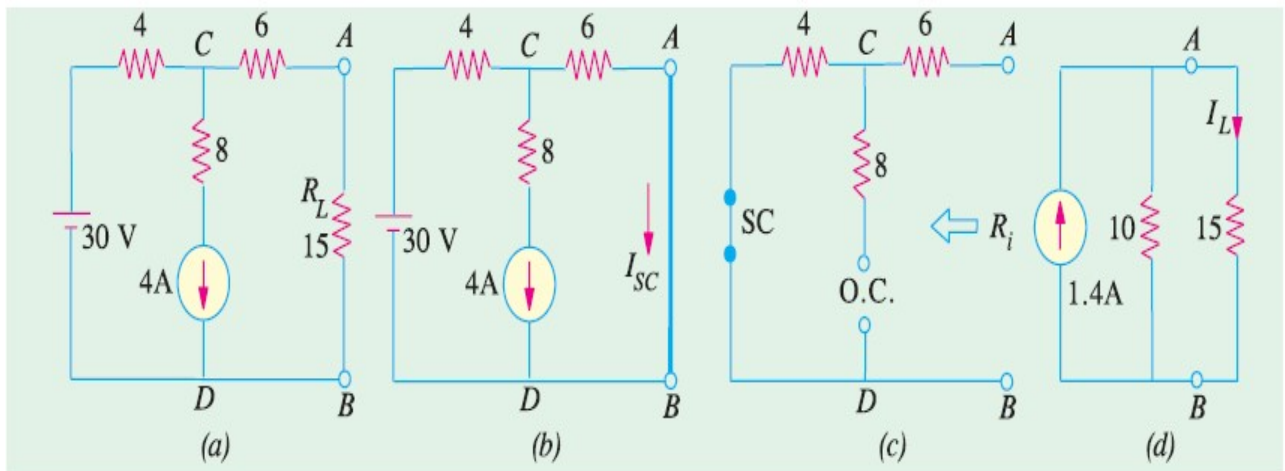 4 C 6 A
8
30 V
4A
R_L
15
D B
(a)
4 C 6 A
8
30 V
4A
I_SC
D B
(b)
4 C 6 A
8
SC
O.C.
R_i
D B
(c)
A
I_L
10
15
1.4A
B
(d)